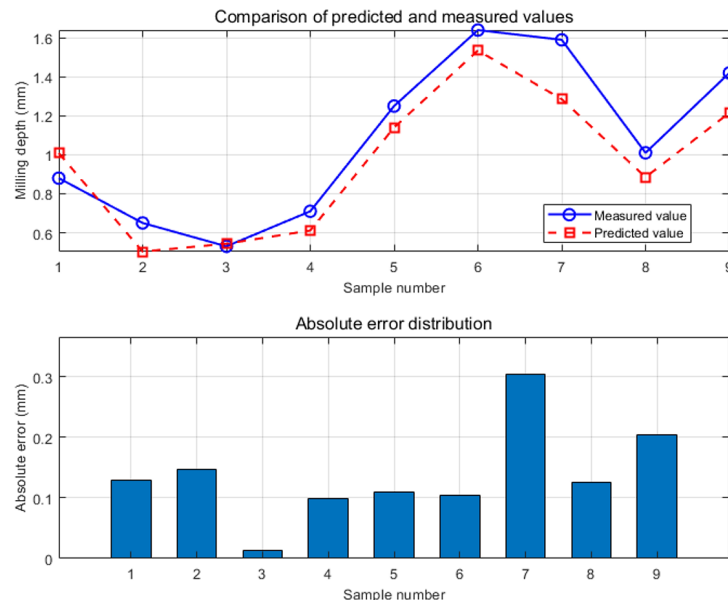 Comparison of predicted and measured values
Milling depth (mm)
1.6
1.4
1.2
1
0.8
0.6
Measured value
Predicted value
1 2 3 4 5 6 7 8 9
Sample number
Absolute error distribution
Absolute error (mm)
0.3
0.2
0.1
0
1 2 3 4 5 6 7 8 9
Sample number